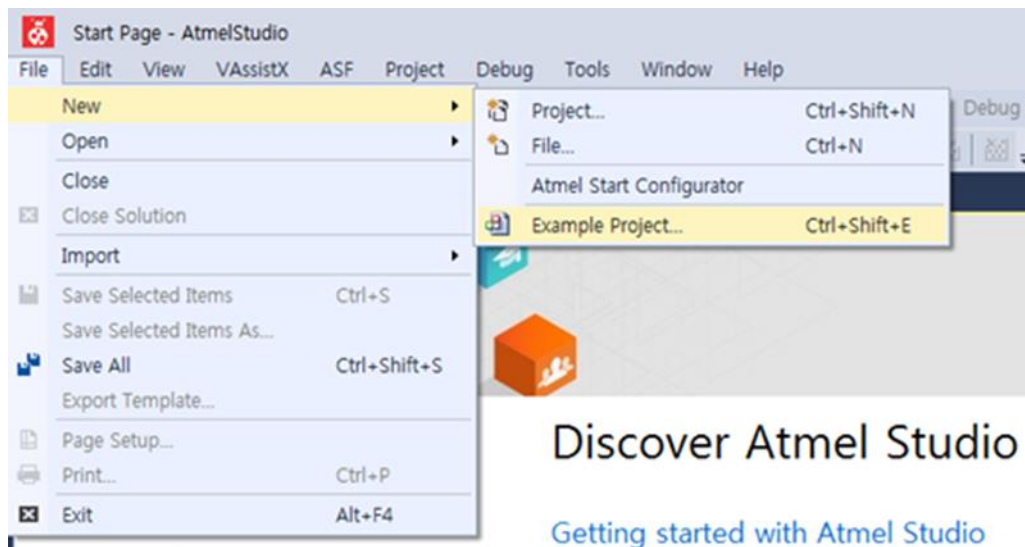 Start Page - AtmelStudio
File Edit View VAssistX ASF Project Debug Tools Window Help
New
Open
Close
Close Solution
Import
Save Selected Items Ctrl+S
Save Selected Items As...
Save All Ctrl+Shift+S
Export Template...
Page Setup...
Print... Ctrl+P
Exit Alt+F4
Project... Ctrl+Shift+N
File... Ctrl+N
Atmel Start Configurator
Example Project... Ctrl+Shift+E
Debug
Discover Atmel Studio
Getting started with Atmel Studio